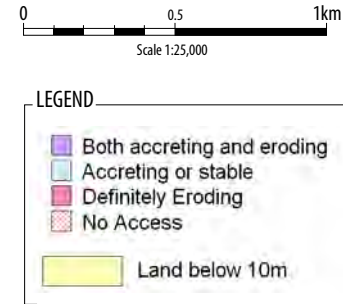 0 0.5 1km
Scale 1:25,000
LEGEND
Both accreting and eroding
Accreting or stable
Definitely Eroding
No Access
Land below 10m